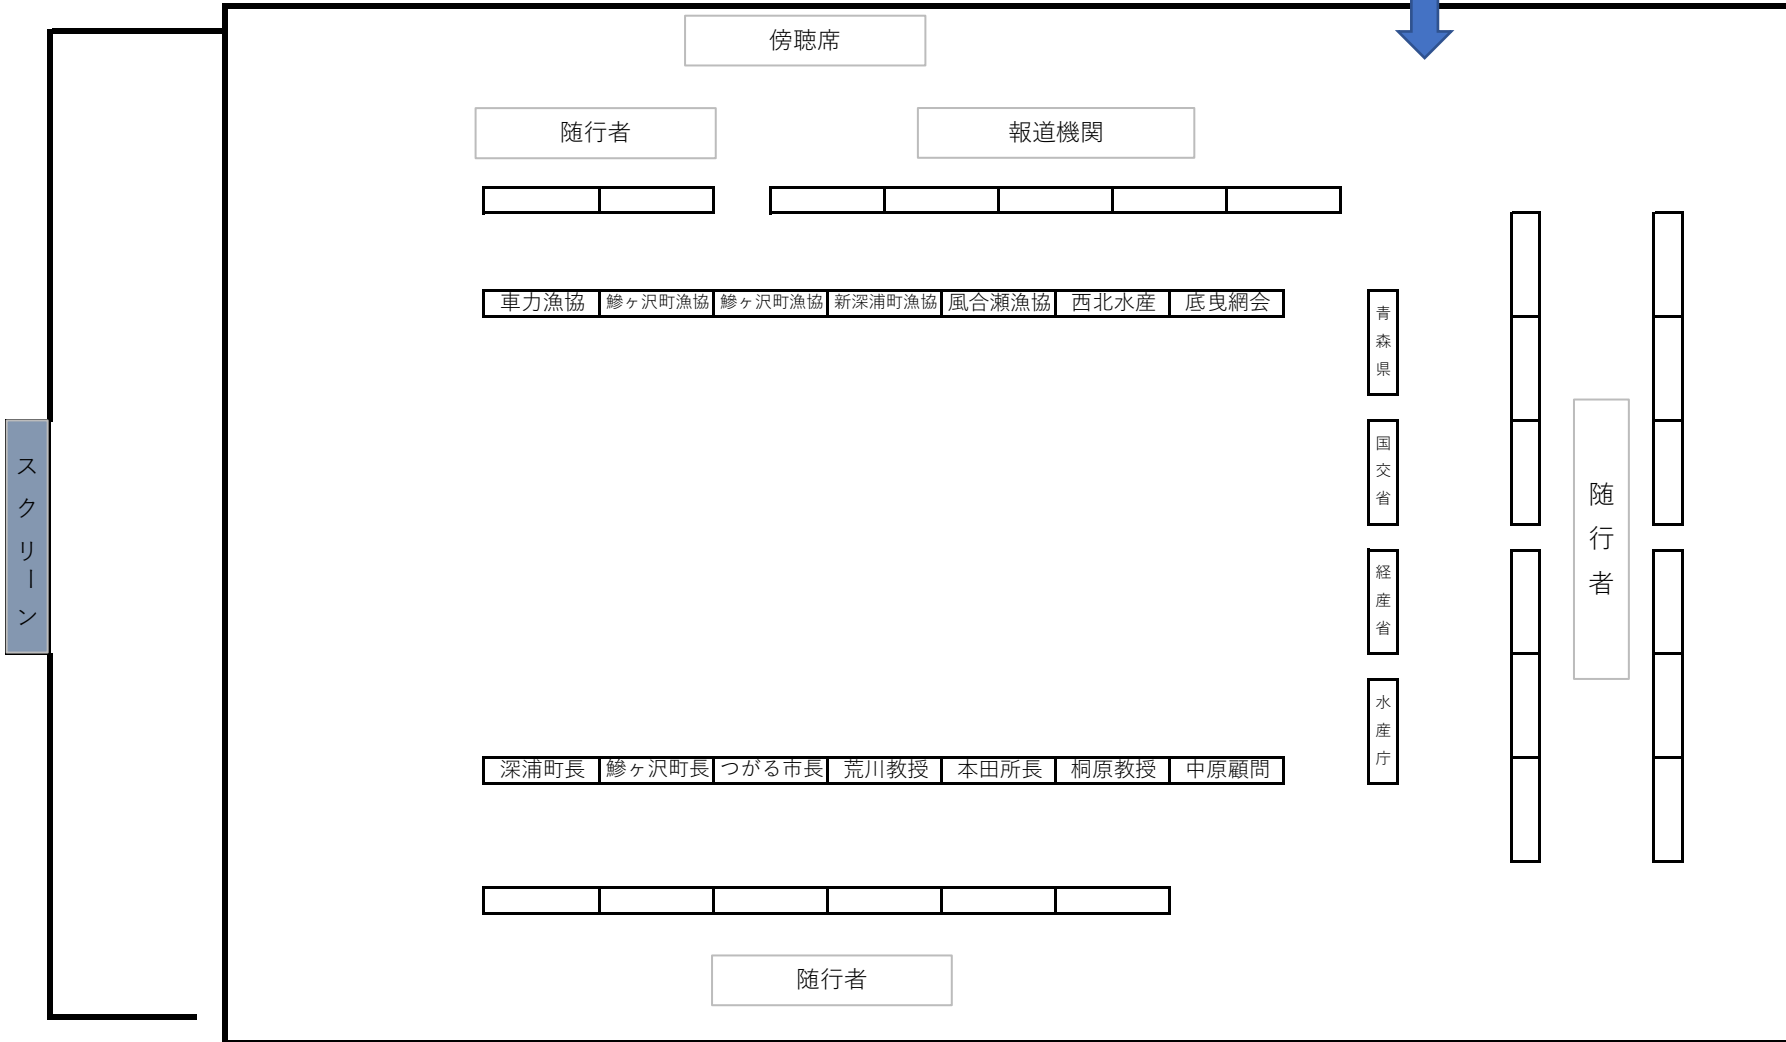 傍聴席
随行者
報道機関
車力漁協 鰺ヶ沢町漁協 鰺ヶ沢町漁協 新深浦町漁協 風合瀬漁協 西北水産 底曳網会
青森県
国交省
経産省
水産庁
随行者
スクリーン
深浦町長 鰺ヶ沢町長 つがる市長 荒川教授 本田所長 桐原教授 中原顧問
随行者